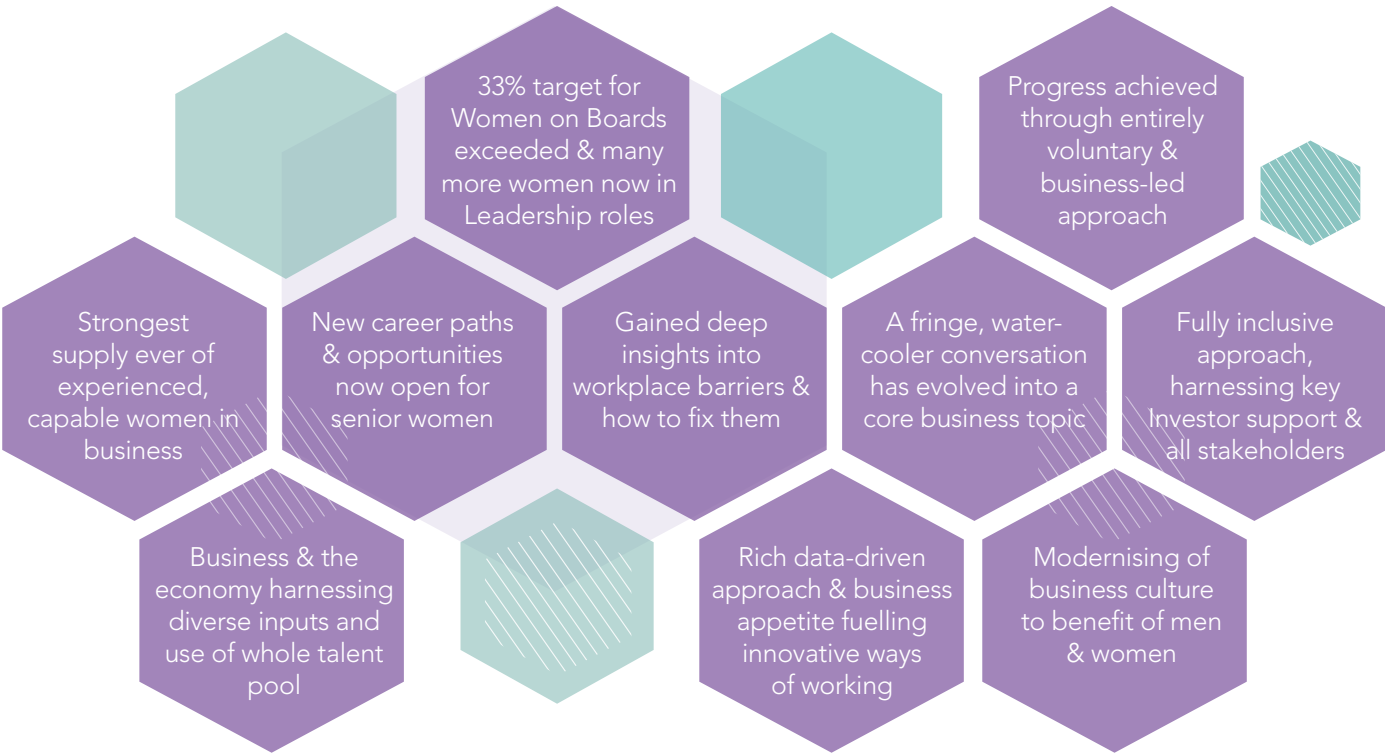 33% target for
Women on Boards
exceeded & many
more women now in
Leadership roles
Progress achieved
through entirely
voluntary &
business-led
approach
Strongest
supply ever of
experienced,
capable women in
business
New career paths
& opportunities
now open for
senior women
Gained deep
insights into
workplace barriers &
how to fix them
A fringe, water-
cooler conversation
has evolved into a
core business topic
Fully inclusive
approach,
harnessing key
Investor support &
all stakeholders
Business & the
economy harnessing
diverse inputs and
use of whole talent
pool
Rich data-driven
approach & business
appetite fuelling
innovative ways
of working
Modernising of
business culture
to benefit of men
& women